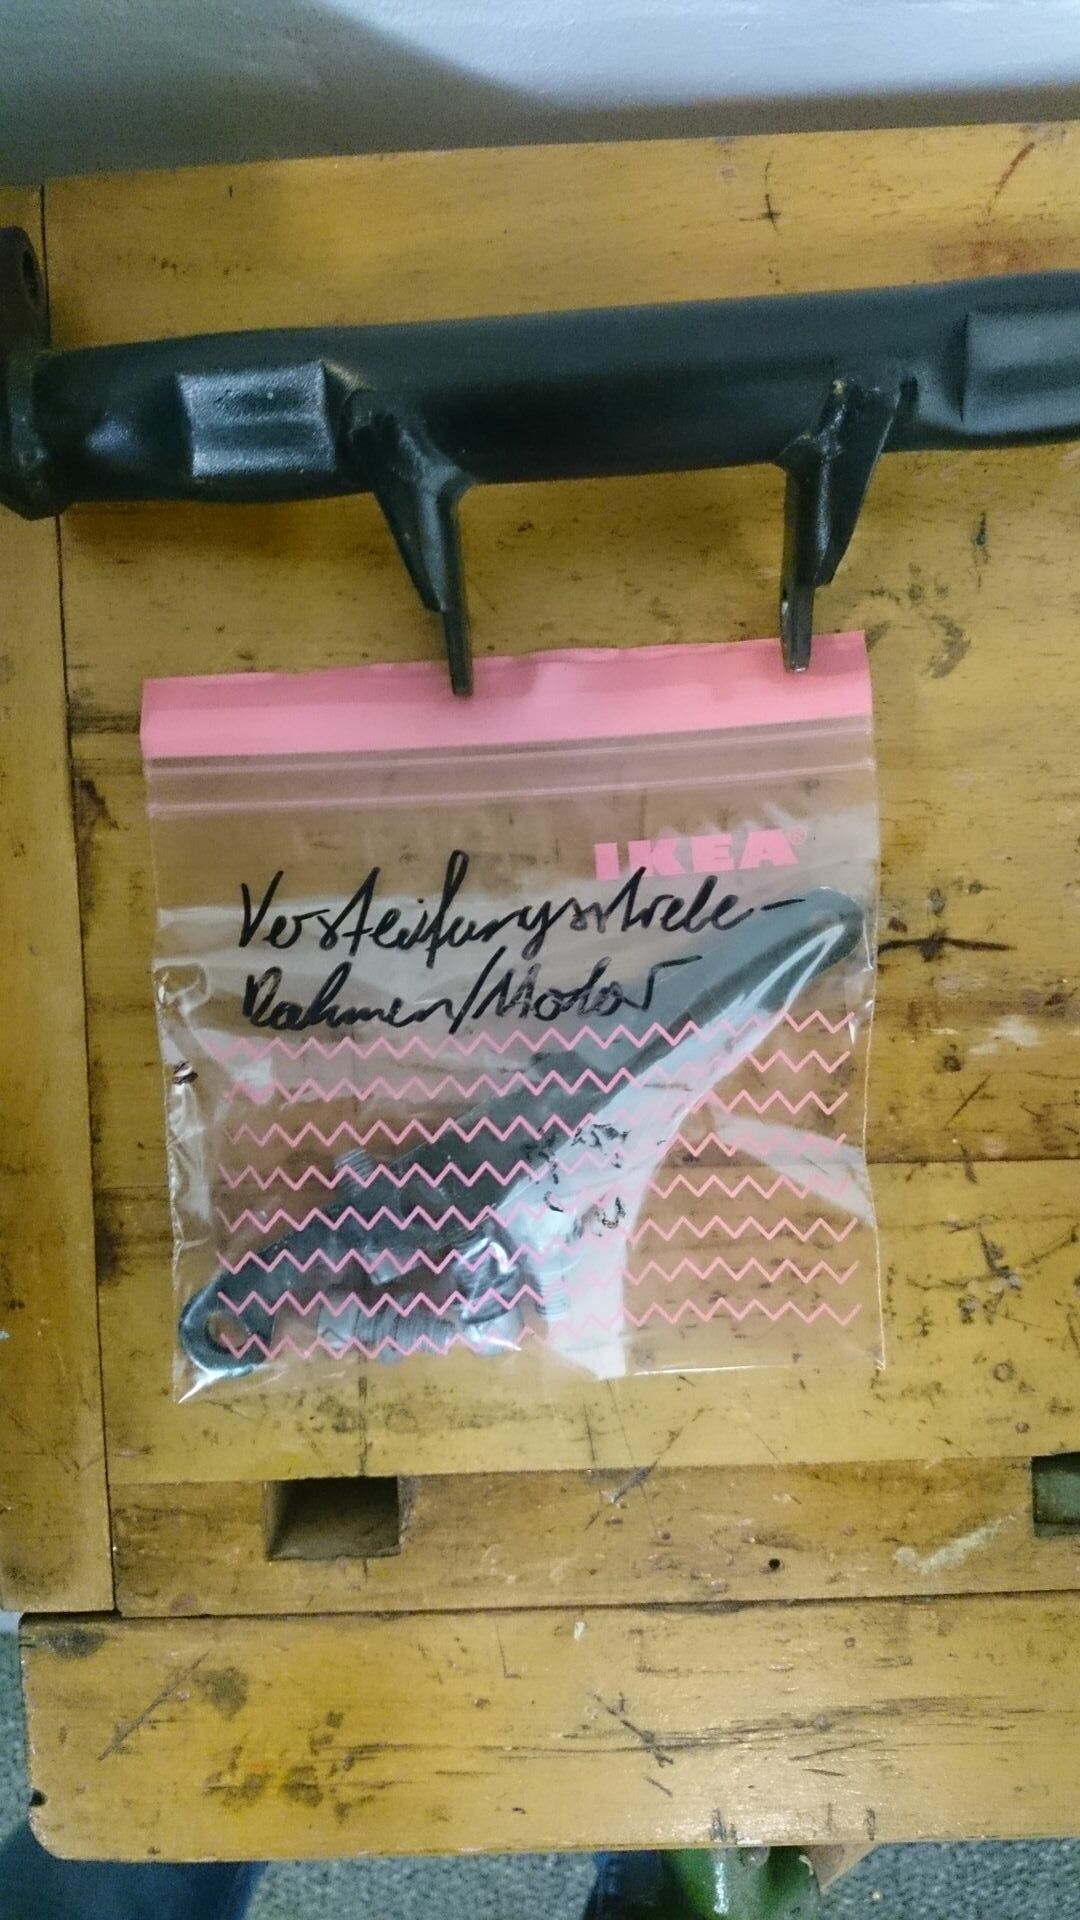 IKEA®
Versteifungsstrebe-
Rahmen/Motor